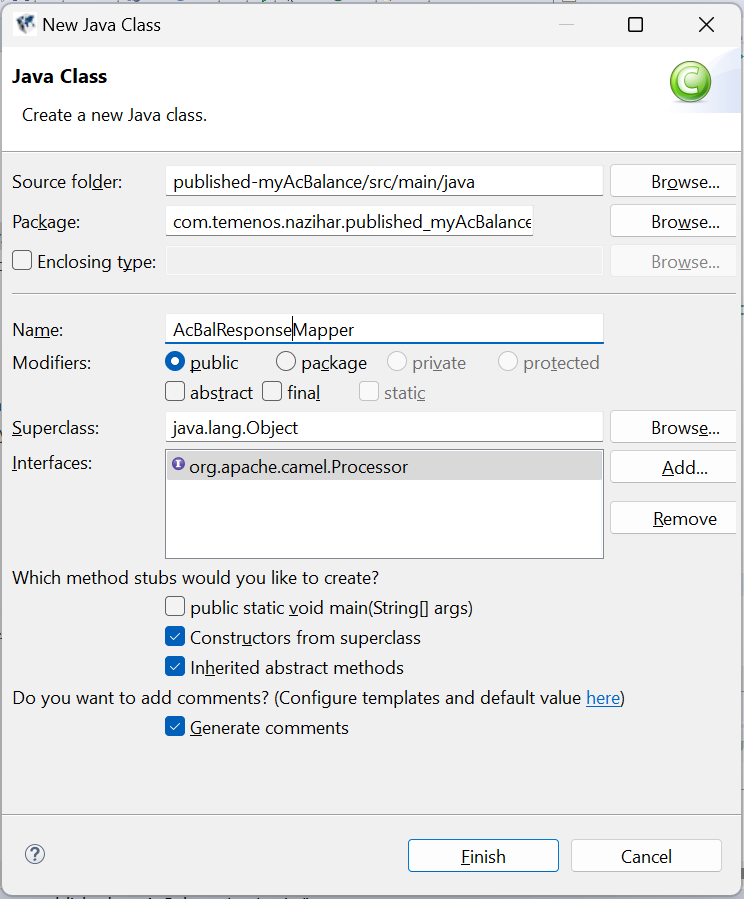 New Java Class
Java Class
Create a new Java class.
Source folder: published-myAcBalance/src/main/java Browse...
Package: com.temenos.nazihar.published_myAcBalance Browse...
Enclosing type: Browse...
Name: AcBalResponseMapper
Modifiers: public package private protected
abstract final static
Superclass: java.lang.Object Browse...
Interfaces: org.apache.camel.Processor Add...
Remove
Which method stubs would you like to create?
public static void main(String[] args)
Constructors from superclass
Inherited abstract methods
Do you want to add comments? (Configure templates and default value here)
Generate comments
Finish Cancel